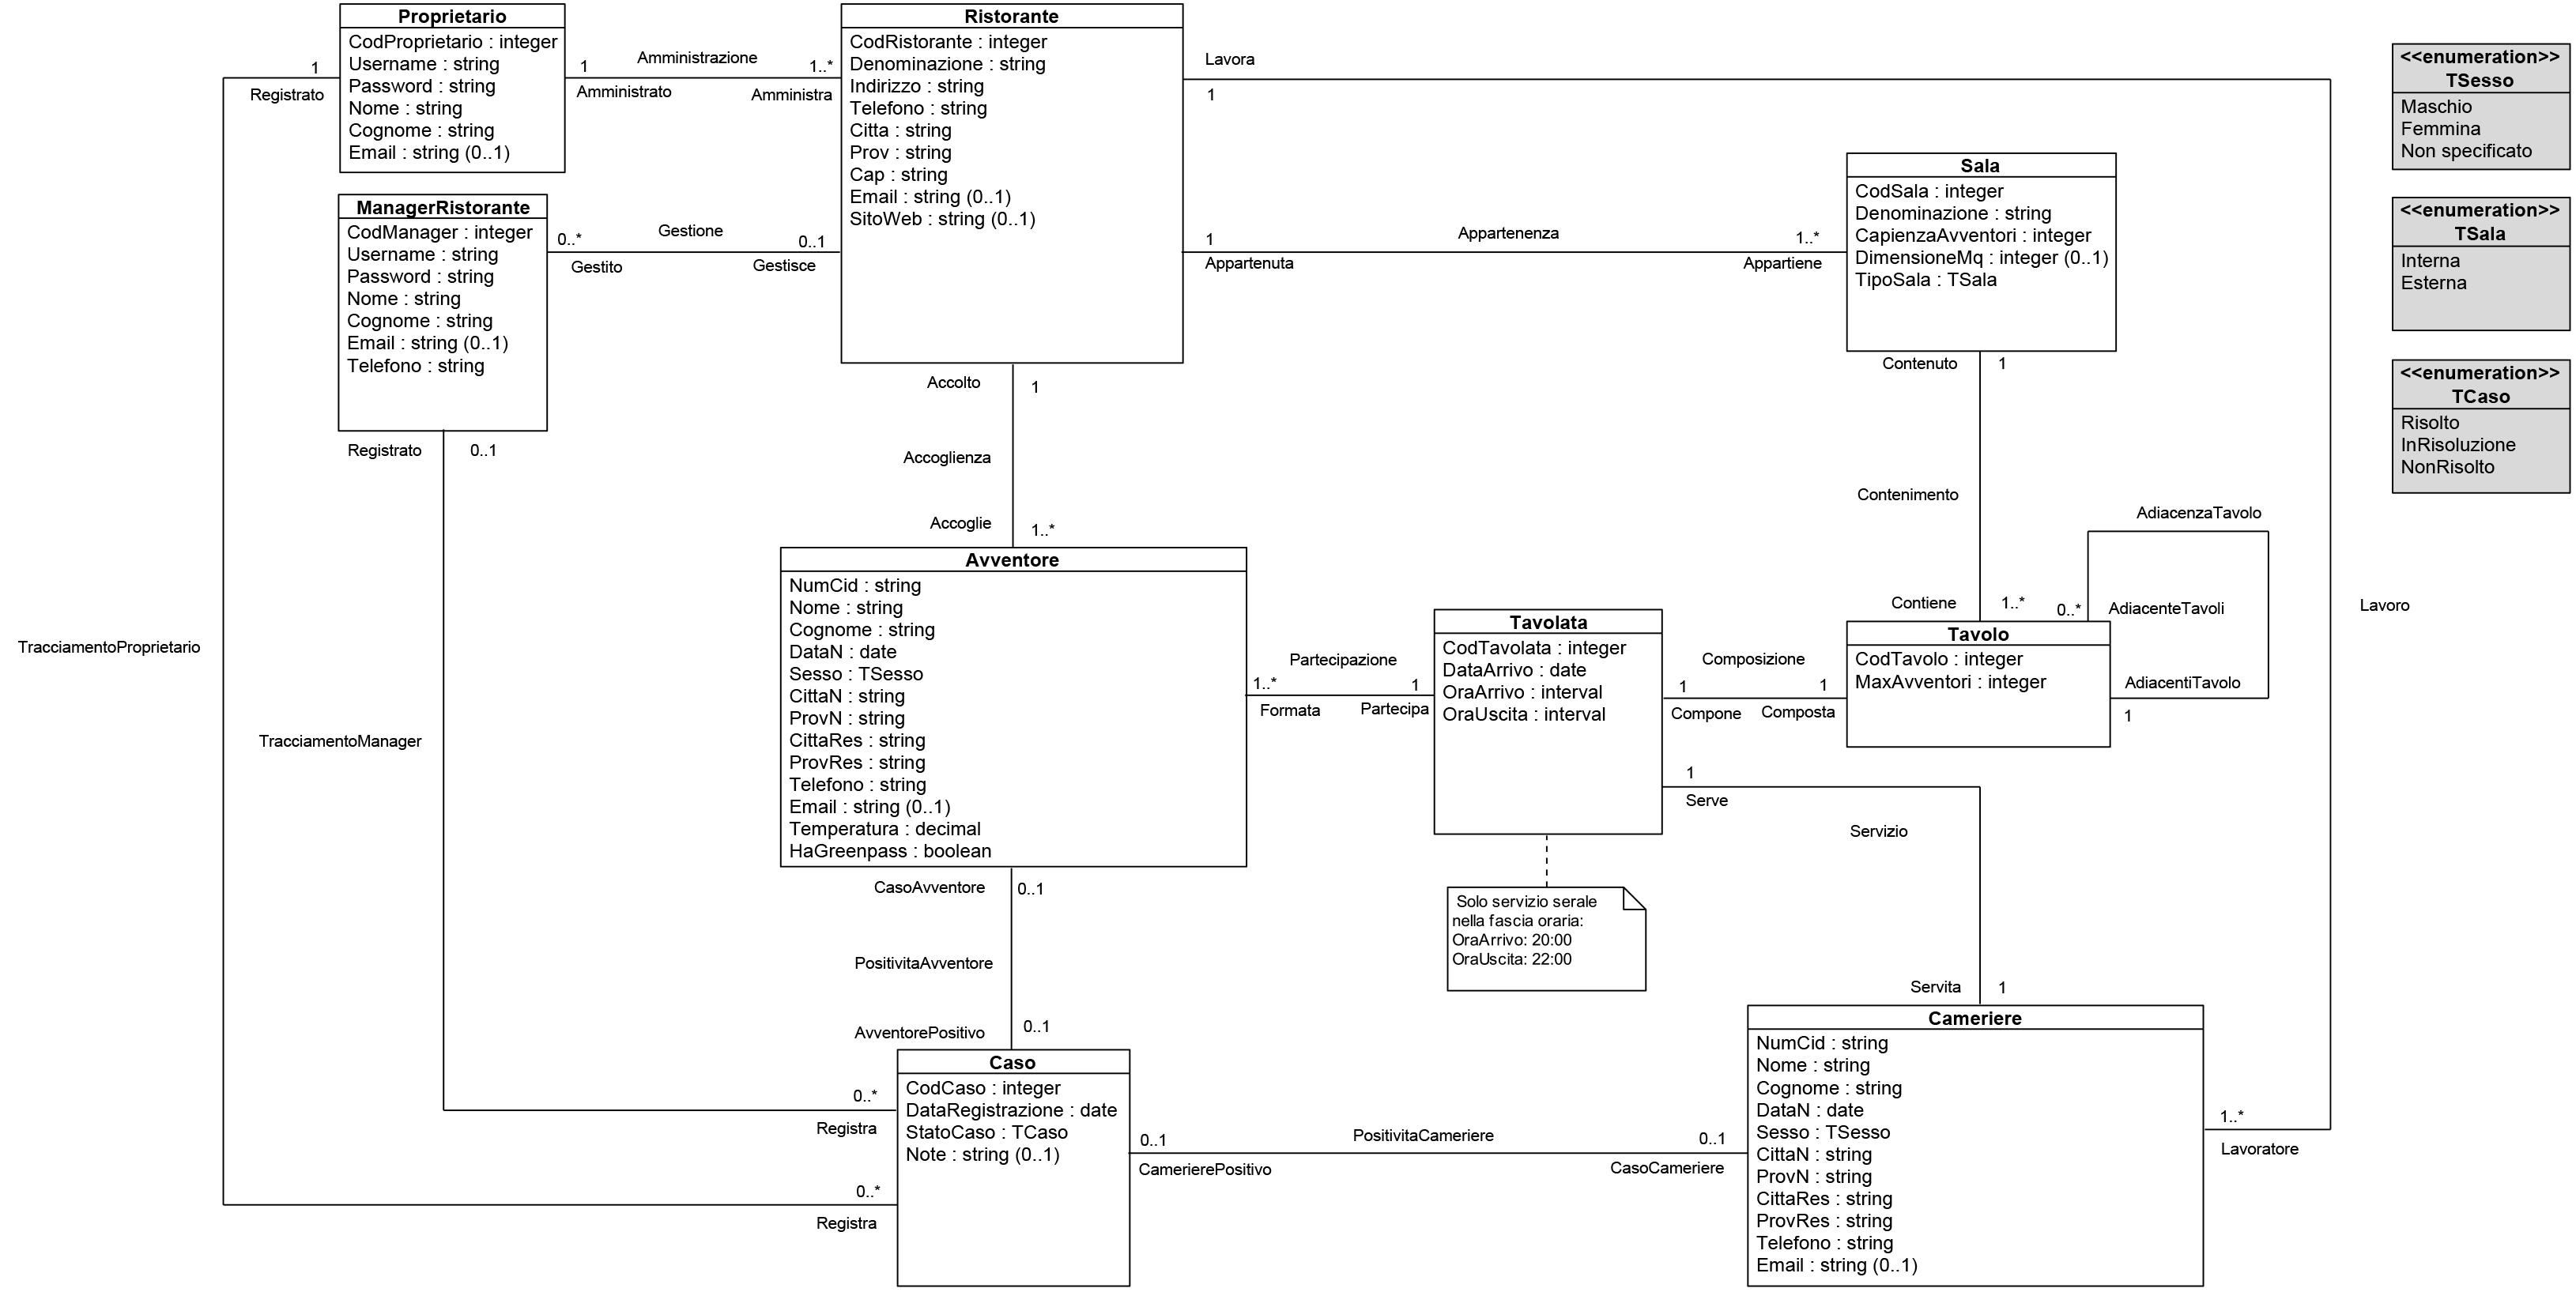 Proprietario
CodProprietario : integer
Username : string
Password : string
Nome : string
Cognome : string
Email : string (0..1)
1
Registrato
1
Amministrazione
1..*
Amministrato
Amministra
Ristorante
CodRistorante : integer
Denominazione : string
Indirizzo : string
Telefono : string
Citta : string
Prov : string
Cap : string
Email : string (0..1)
SitoWeb : string (0..1)
Lavora
1
<<enumeration>>
TSesso
Maschio
Femmina
Non specificato
ManagerRistorante
CodManager : integer
Username : string
Password : string
Nome : string
Cognome : string
Email : string (0..1)
Telefono : string
0..*
Gestione
0..1
Gestito
Gestisce
1
Appartenenza
1..*
Appartenuta
Appartiene
Sala
CodSala : integer
Denominazione : string
CapienzaAvventori : integer
DimensioneMq : integer (0..1)
TipoSala : TSala
<<enumeration>>
TSala
Interna
Esterna
<<enumeration>>
TCaso
Risolto
InRisoluzione
NonRisolto
Registrato
0..1
Accolto
1
Accoglienza
Accoglie
1..*
Contenuto
1
Contenimento
Contiene
1..*
AdiacenzaTavolo
0..*
AdiacenteTavoli
AdiacentiTavolo
1
Lavoro
TracciamentoProprietario
TracciamentoManager
Avventore
NumCid : string
Nome : string
Cognome : string
DataN : date
Sesso : TSesso
CittaN : string
ProvN : string
CittaRes : string
ProvRes : string
Telefono : string
Email : string (0..1)
Temperatura : decimal
HaGreenpass : boolean
Partecipazione
1..*
1
Formata
Partecipa
Tavolata
CodTavolata : integer
DataArrivo : date
OraArrivo : interval
OraUscita : interval
Composizione
1
1
Compone
Composta
Tavolo
CodTavolo : integer
MaxAvventori : integer
1
Serve
Servizio
Servita
1
Solo servizio serale
nella fascia oraria:
OraArrivo: 20:00
OraUscita: 22:00
CasoAvventore
0..1
PositivitaAvventore
AvventorePositivo
0..1
Caso
CodCaso : integer
DataRegistrazione : date
StatoCaso : TCaso
Note : string (0..1)
0..*
Registra
0..*
Registra
0..1
PositivitaCameriere
0..1
CamerierePositivo
CasoCameriere
Cameriere
NumCid : string
Nome : string
Cognome : string
DataN : date
Sesso : TSesso
CittaN : string
ProvN : string
CittaRes : string
ProvRes : string
Telefono : string
Email : string (0..1)
1..*
Lavoratore